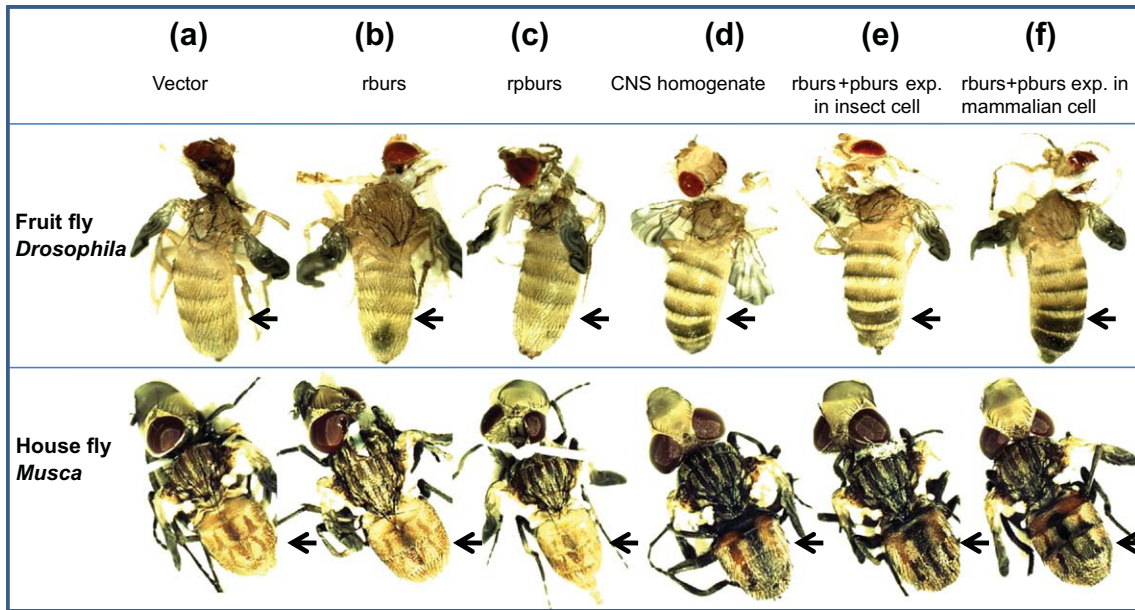 (a) (b) (c) (d) (e) (f)
Vector rburs rpburs CNS homogenate rburs+pburs exp. in insect cell rburs+pburs exp. in mammalian cell
Fruit fly
Drosophila
House fly
Musca